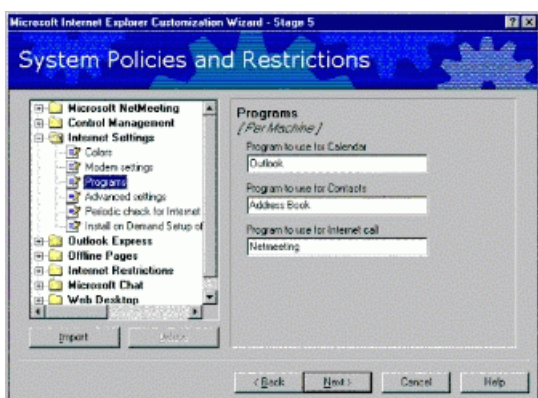 Microsoft Internet Explorer Customization Wizard - Stage 5
System Policies and Restrictions
Microsoft NetMeeting
Control Management
Internet Settings
Colors
Modem settings
Programs
Advanced settings
Periodic check for Internet
Install on Demand Setup of
Outlook Express
Offline Pages
Internet Restrictions
Microsoft Chat
Web Desktop
Import
Programs
[Per Machine]
Program to use for Calendar
Outlook
Program to use for Contacts
Address Book
Program to use for Internet call
Netmeeting
< Back
Next >
Cancel
Help